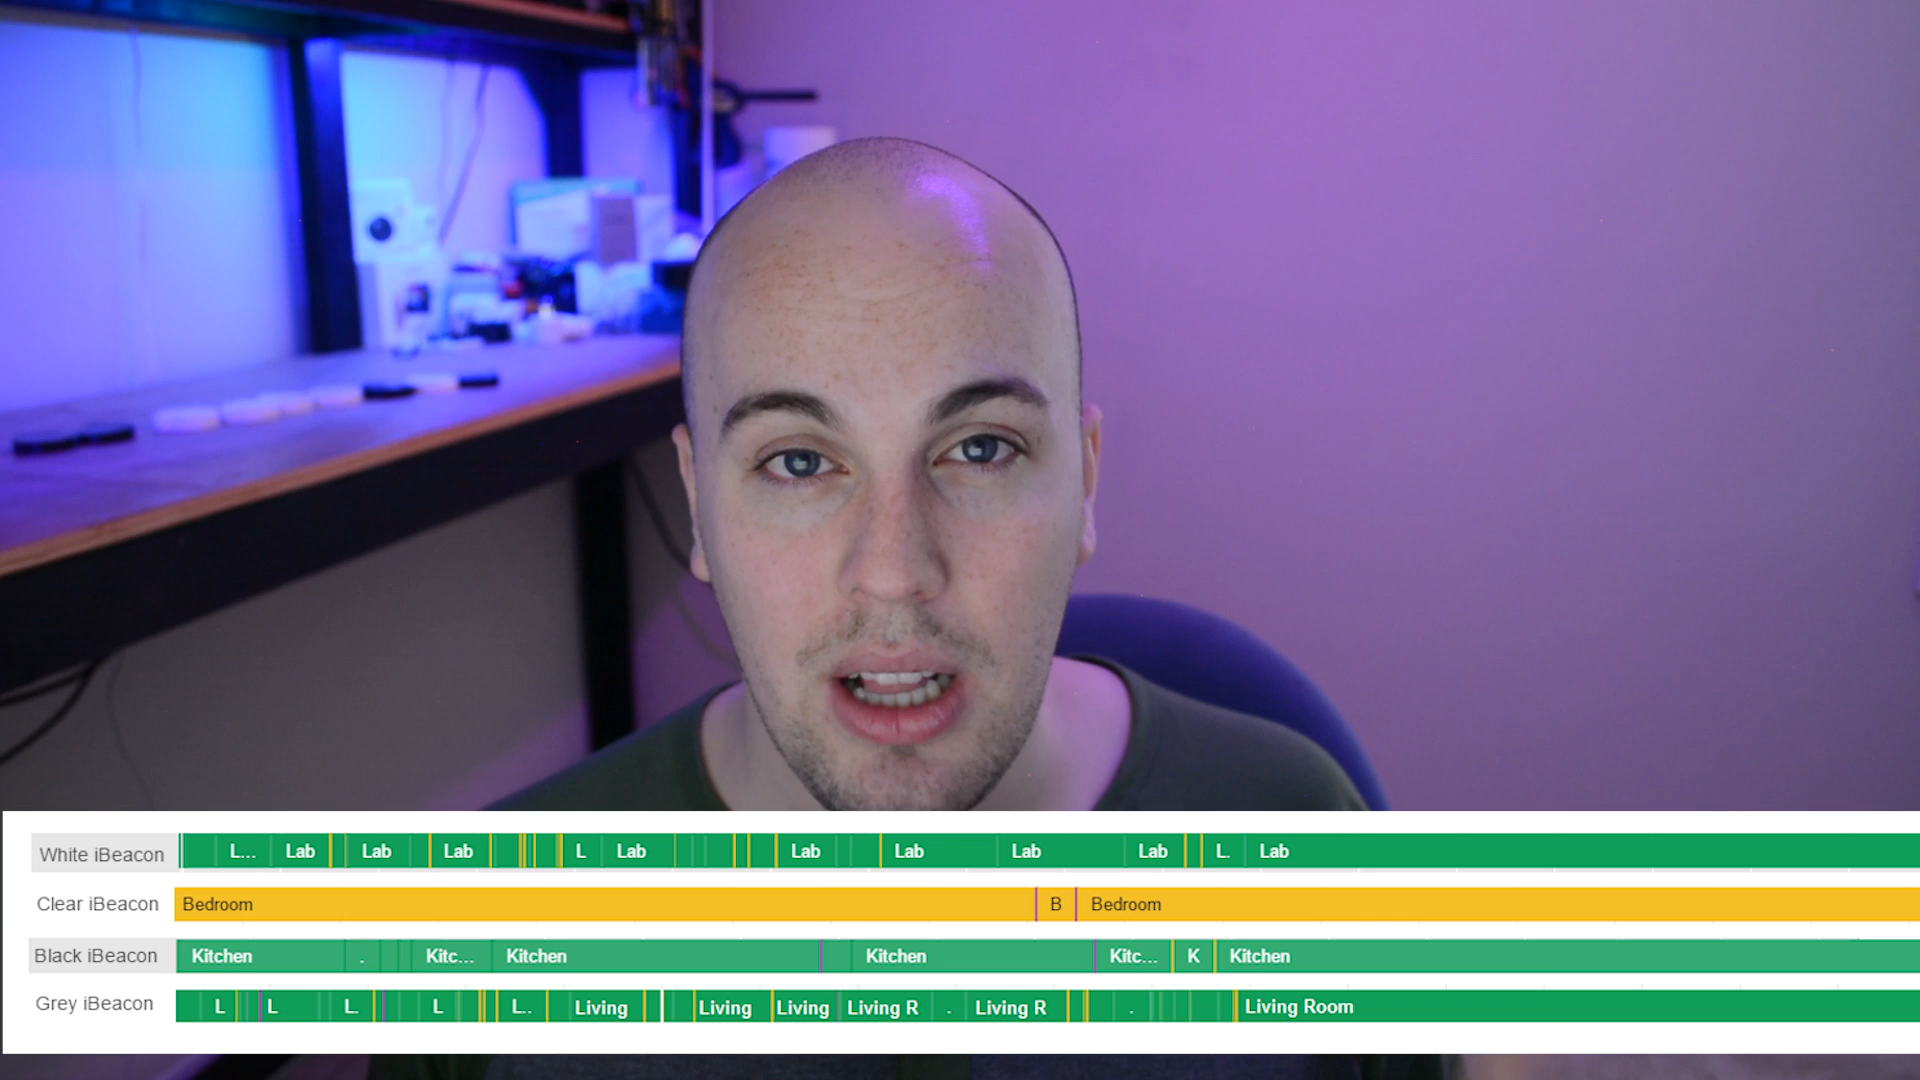 White iBeacon L... Lab Lab Lab L Lab Lab Lab Lab Lab L. Lab
Clear iBeacon Bedroom B Bedroom
Black iBeacon Kitchen . Kitc... Kitchen Kitchen Kitc... K Kitchen
Grey iBeacon L L L. L L.. Living Living Living Living R . Living R . Living Room